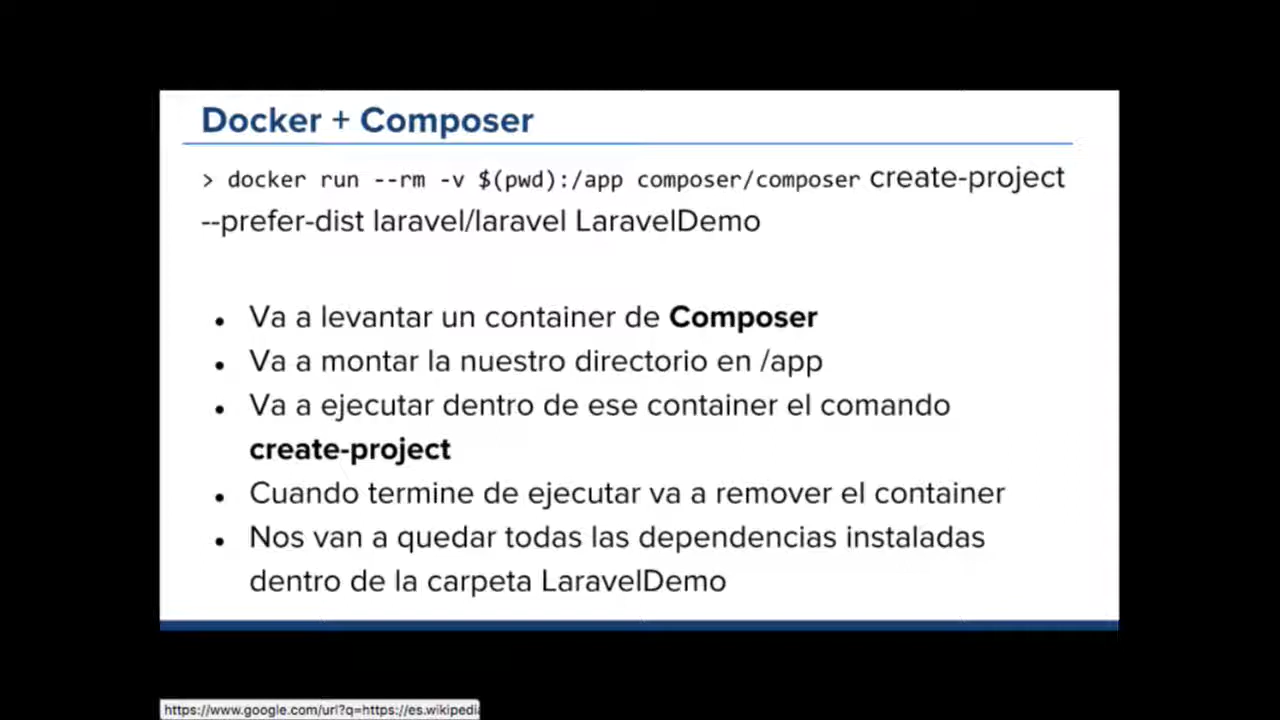 Docker + Composer
> docker run --rm -v $(pwd):/app composer/composer create-project
--prefer-dist laravel/laravel LaravelDemo
• Va a levantar un container de Composer
• Va a montar la nuestro directorio en /app
• Va a ejecutar dentro de ese container el comando
create-project
• Cuando termine de ejecutar va a remover el container
• Nos van a quedar todas las dependencias instaladas
dentro de la carpeta LaravelDemo
https://www.google.com/url?q=https://es.wikipedia